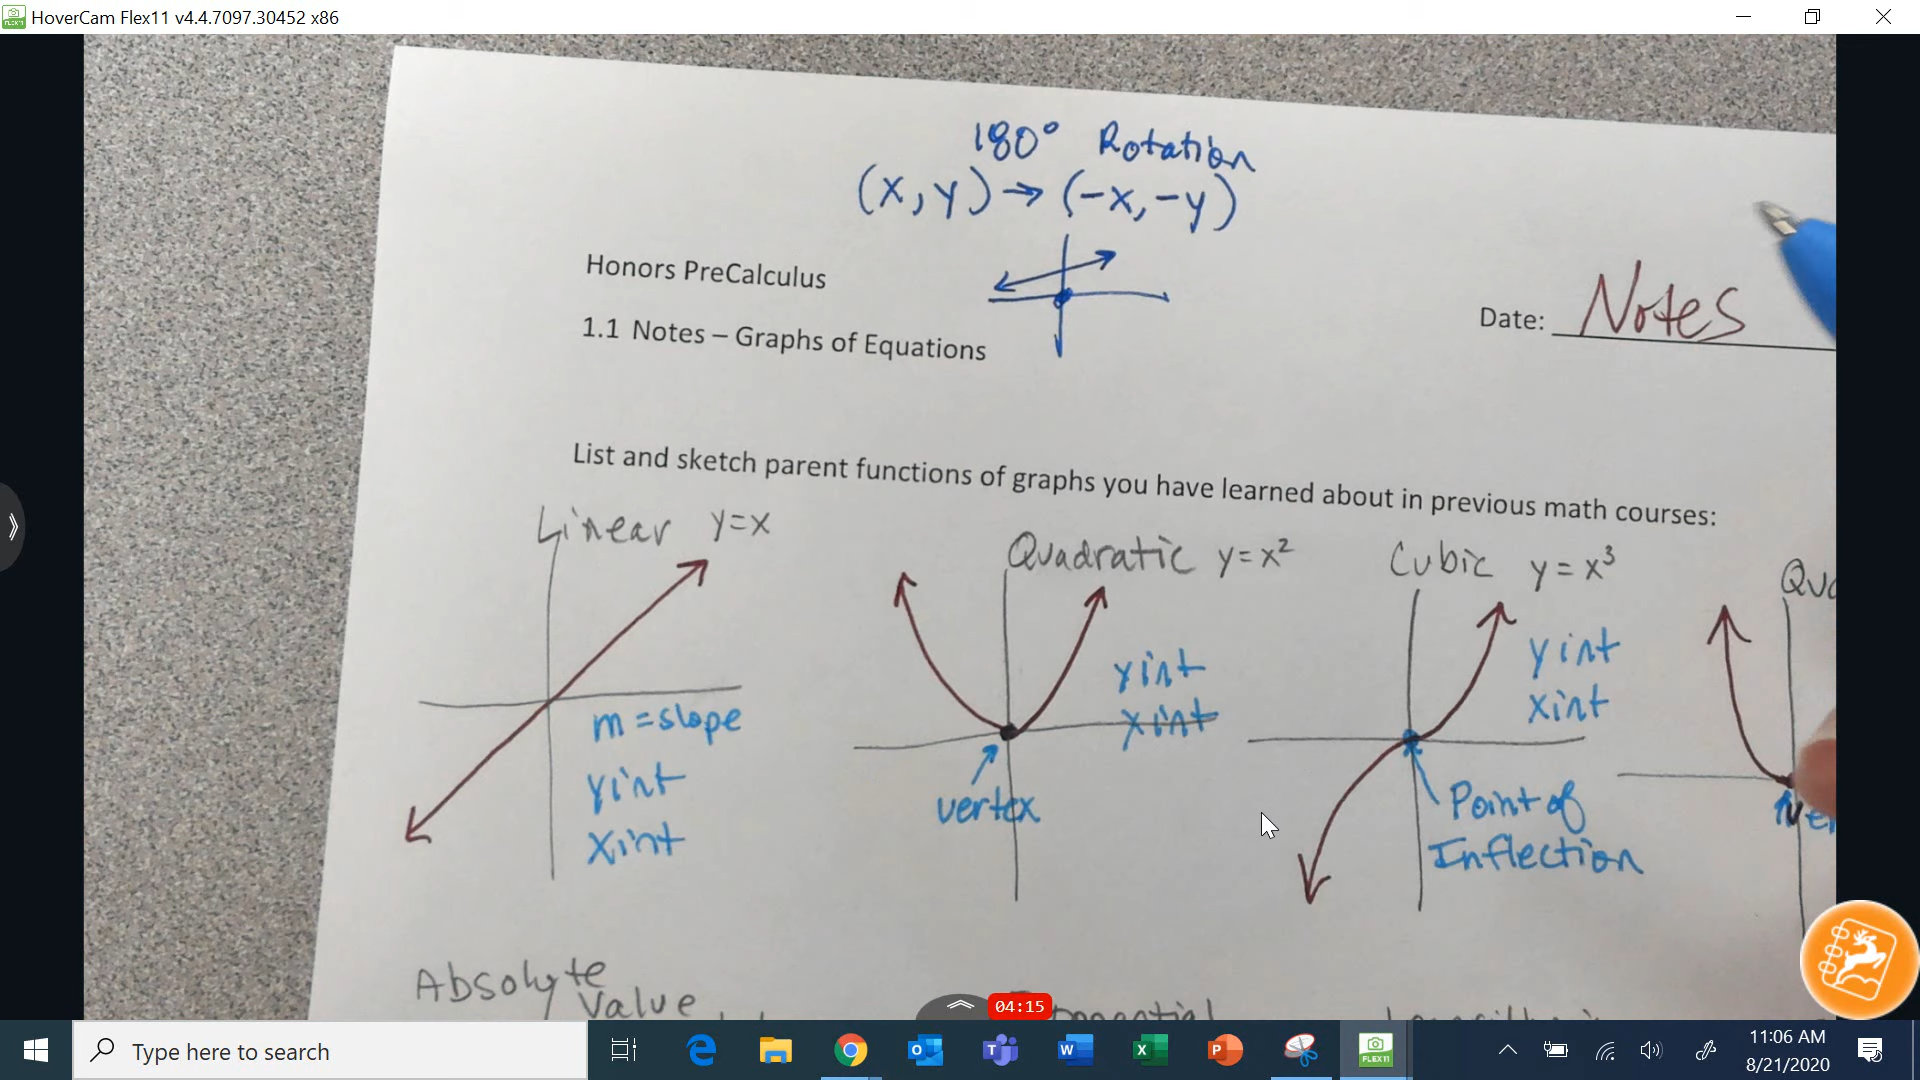 HoverCam Flex11 v4.4.7097.30452 x86
180° Rotation
(x,y) → (-x,-y)
Honors PreCalculus
1.1 Notes – Graphs of Equations
Date: Notes
List and sketch parent functions of graphs you have learned about in previous math courses:
Linear y=x
Quadratic y=x²
Cubic y=x³
m=slope
yint
xint
yint
xint
vertex
yint
xint
Point of
Inflection
Absolute
Value
04:15
Type here to search
FLEX11
11:06 AM
8/21/2020